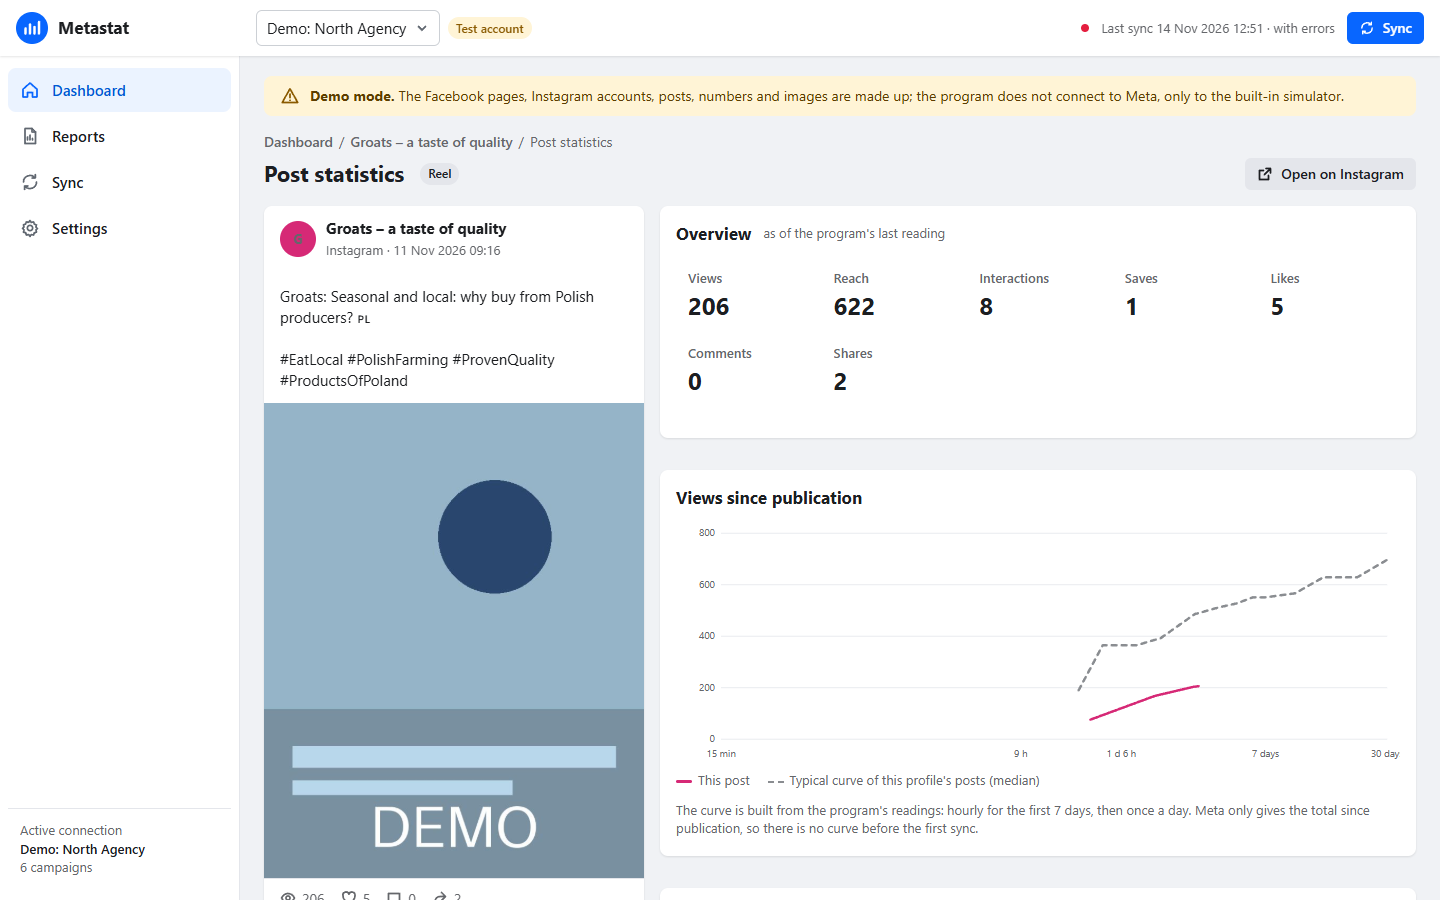 Metastat
Demo: North Agency
Test account
Last sync 14 Nov 2026 12:51 · with errors
Sync
Dashboard
Reports
Sync
Settings
Active connection
Demo: North Agency
6 campaigns
Demo mode. The Facebook pages, Instagram accounts, posts, numbers and images are made up; the program does not connect to Meta, only to the built-in simulator.
Dashboard / Groats – a taste of quality / Post statistics
Post statistics
Reel
Open on Instagram
Groats – a taste of quality
Instagram · 11 Nov 2026 09:16
Groats: Seasonal and local: why buy from Polish
producers? PL
#EatLocal #PolishFarming #ProvenQuality
#ProductsOfPoland
DEMO
206 5 0 2
Overview as of the program's last reading
Views Reach Interactions Saves Likes
206 622 8 1 5
Comments Shares
0 2
Views since publication
800
600
400
200
0
15 min 9 h 1 d 6 h 7 days 30 day
This post Typical curve of this profile's posts (median)
The curve is built from the program's readings: hourly for the first 7 days, then once a day. Meta only gives the total since
publication, so there is no curve before the first sync.